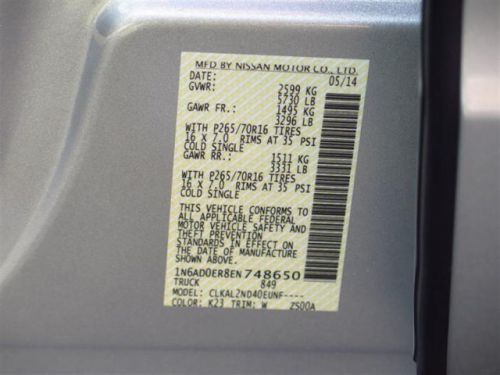 MFD BY NISSAN MOTOR CO., LTD.
DATE: 05/14
GVWR: 2599 KG
5730 LB
GAWR FR.: 1495 KG
3296 LB
WITH P265/70R16 TIRES
16 X 7.0 RIMS AT 35 PSI
COLD SINGLE
GAWR RR.: 1511 KG
3331 LB
WITH P265/70R16 TIRES
16 X 7.0 RIMS AT 35 PSI
COLD SINGLE
THIS VEHICLE CONFORMS TO
ALL APPLICABLE FEDERAL
MOTOR VEHICLE SAFETY AND
THEFT PREVENTION
STANDARDS IN EFFECT ON
THE DATE OF MANUFACTURE
SHOWN ABOVE.
1N6AD0ER8EN748650
TRUCK 849
MODEL: CLKAL2ND40EUNF----
COLOR: K23 TRIM: W ZS00A